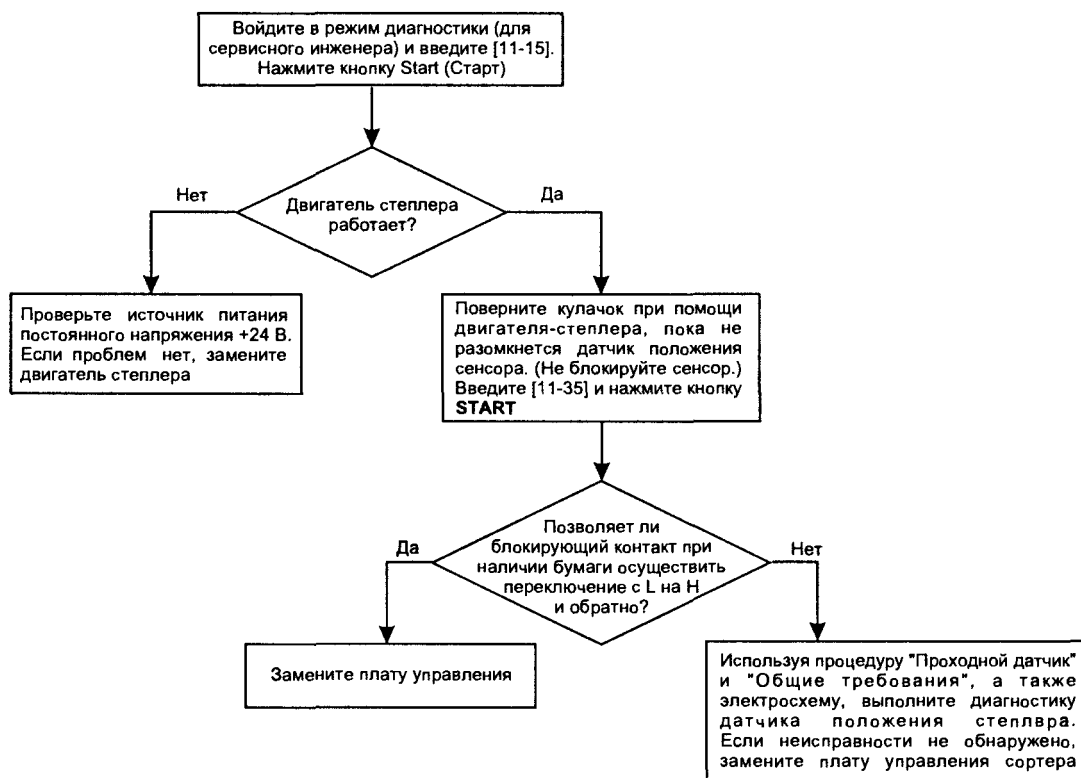 Войдите в режим диагностики (для
сервисного инженера) и введите [11-15].
Нажмите кнопку Start (Старт)
Нет
Да
Двигатель степлера
работает?
Проверьте источник питания
постоянного напряжения +24 В.
Если проблем нет, замените
двигатель степлера
Поверните кулачок при помощи
двигателя-степлера, пока не
разомкнется датчик положения
сенсора. (Не блокируйте сенсор.)
Введите [11-35] и нажмите кнопку
START
Позволяет ли
блокирующий контакт при
наличии бумаги осуществить
переключение с L на H
и обратно?
Да
Нет
Замените плату управления
Используя процедуру "Проходной датчик"
и "Общие требования", а также
электросхему, выполните диагностику
датчика положения степлвра.
Если неисправности не обнаружено,
замените плату управления сортера